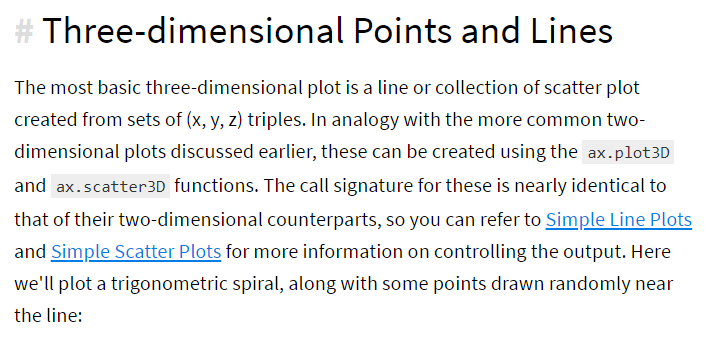 # Three-dimensional Points and Lines
The most basic three-dimensional plot is a line or collection of scatter plot
created from sets of (x, y, z) triples. In analogy with the more common two-
dimensional plots discussed earlier, these can be created using the ax.plot3D
and ax.scatter3D functions. The call signature for these is nearly identical to
that of their two-dimensional counterparts, so you can refer to Simple Line Plots
and Simple Scatter Plots for more information on controlling the output. Here
we'll plot a trigonometric spiral, along with some points drawn randomly near
the line: